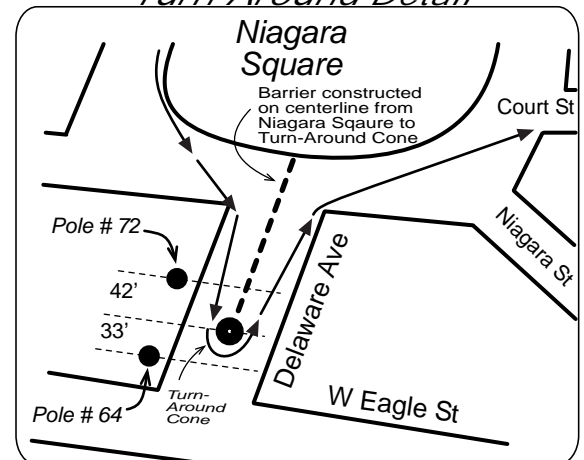 Turn-Around Detail
Niagara
Square
Barrier constructed
on centerline from
Niagara Sqaure to
Turn-Around Cone
Court St
Niagara St
Pole # 72
42'
33'
Delaware Ave
Turn-
Around
Cone
W Eagle St
Pole # 64